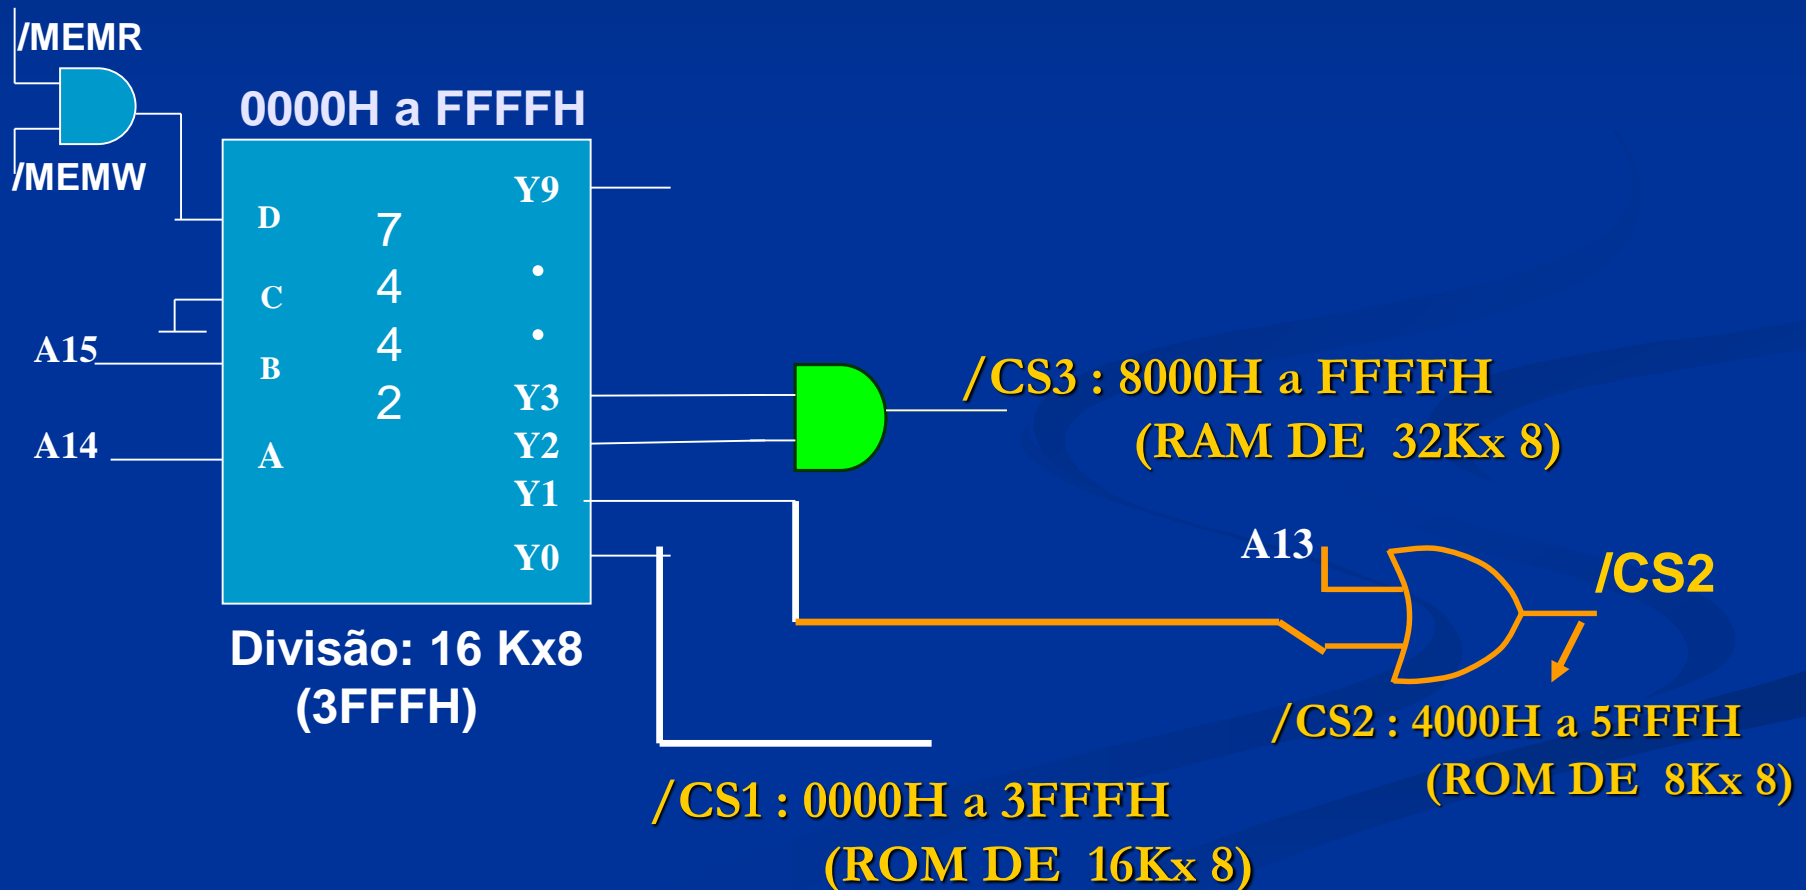 /MEMR
/MEMW
0000H a FFFFH
D
C
B
A
7
4
4
2
Y9
•
•
Y3
Y2
Y1
Y0
A15
A14
Divisão: 16 Kx8
(3FFFH)
/CS3 : 8000H a FFFFH
(RAM DE 32Kx 8)
A13
/CS2
/CS2 : 4000H a 5FFFH
(ROM DE 8Kx 8)
/CS1 : 0000H a 3FFFH
(ROM DE 16Kx 8)